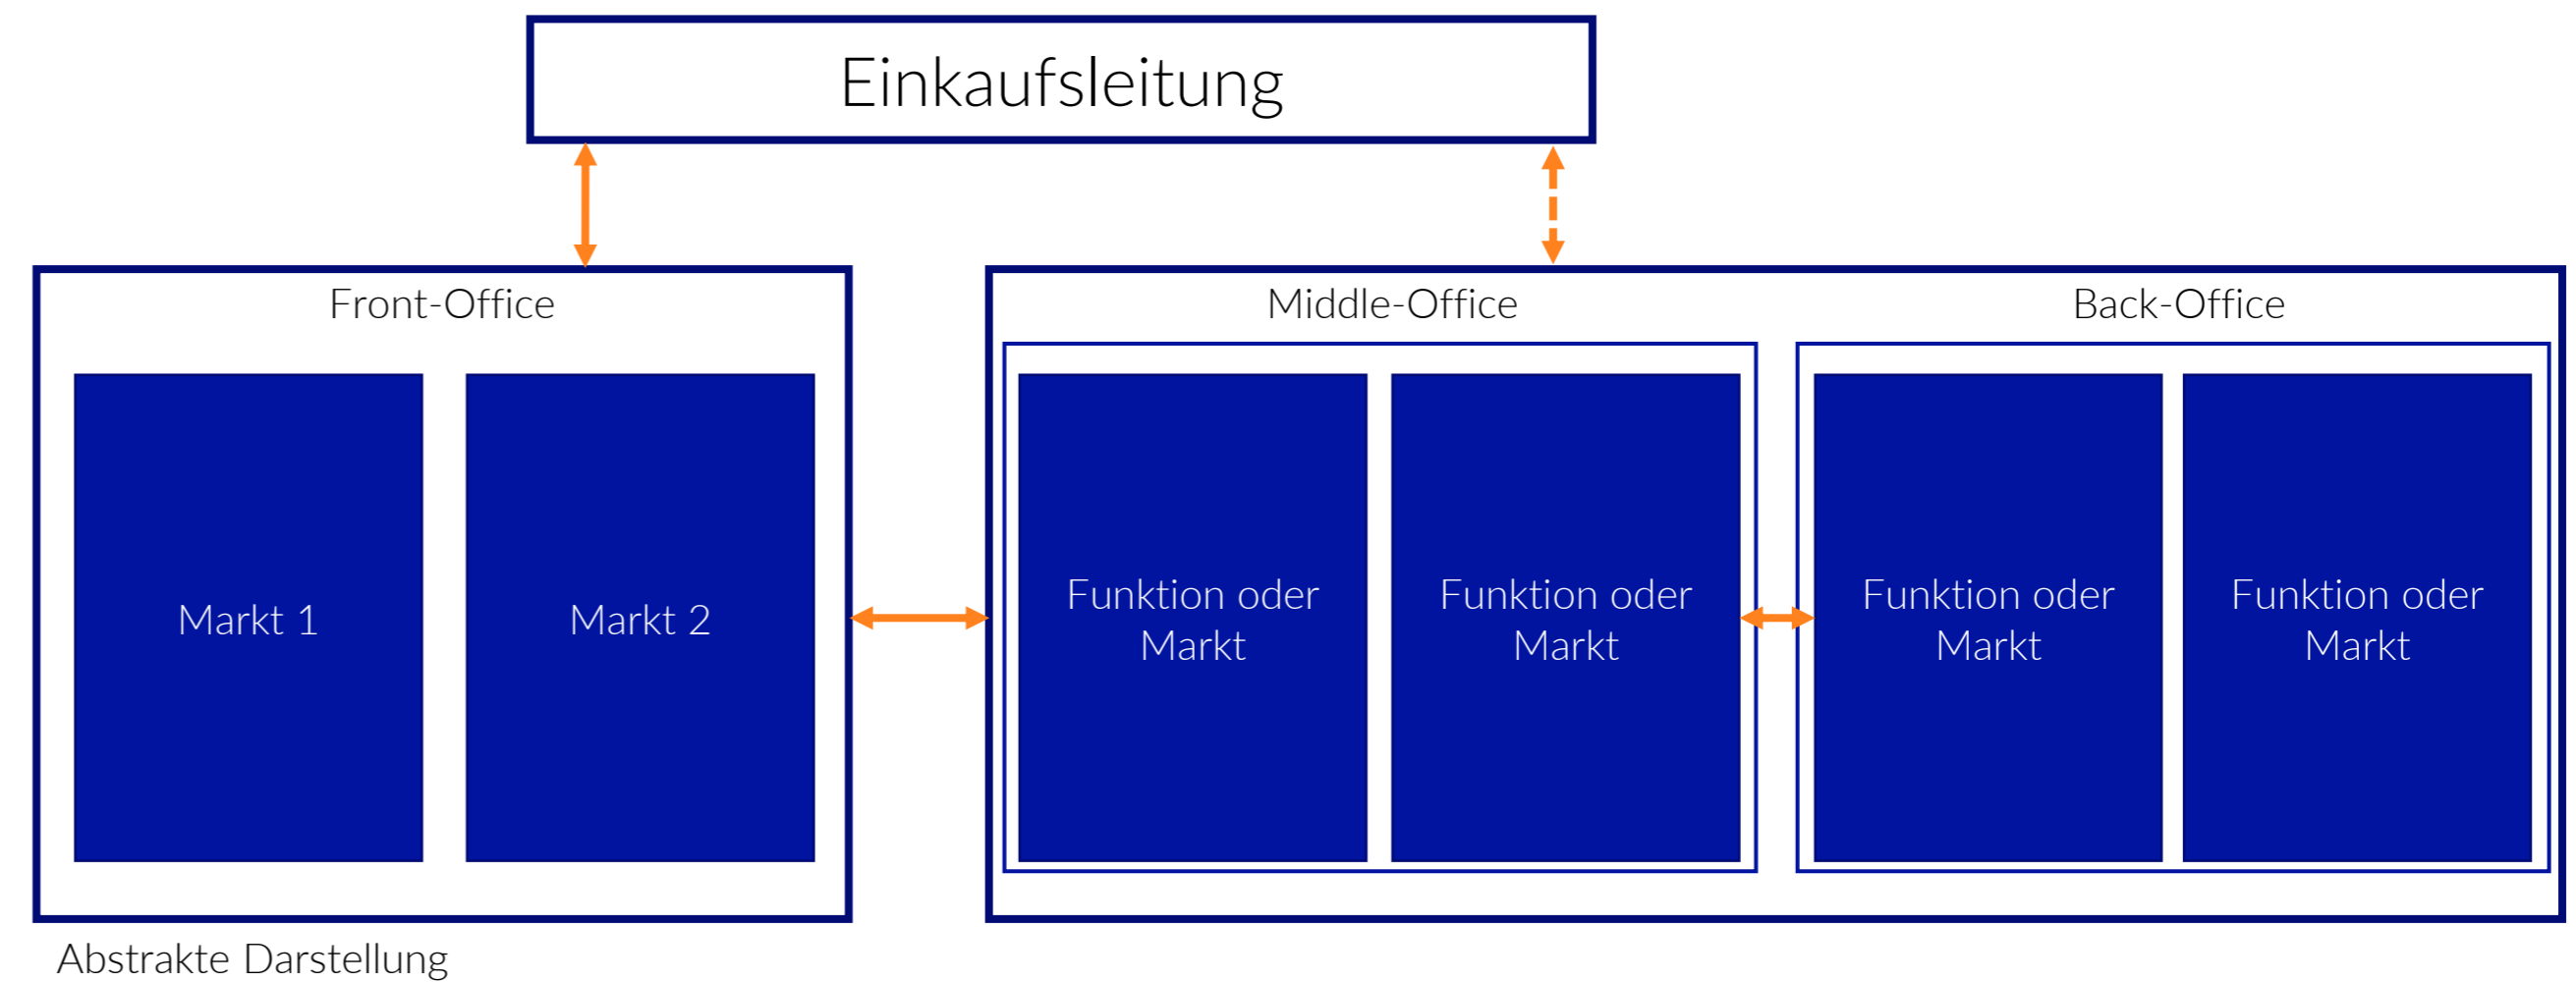 Einkaufsleitung
Front-Office
Middle-Office
Back-Office
Markt 1
Markt 2
Funktion oder
Markt
Funktion oder
Markt
Funktion oder
Markt
Funktion oder
Markt
Abstrakte Darstellung